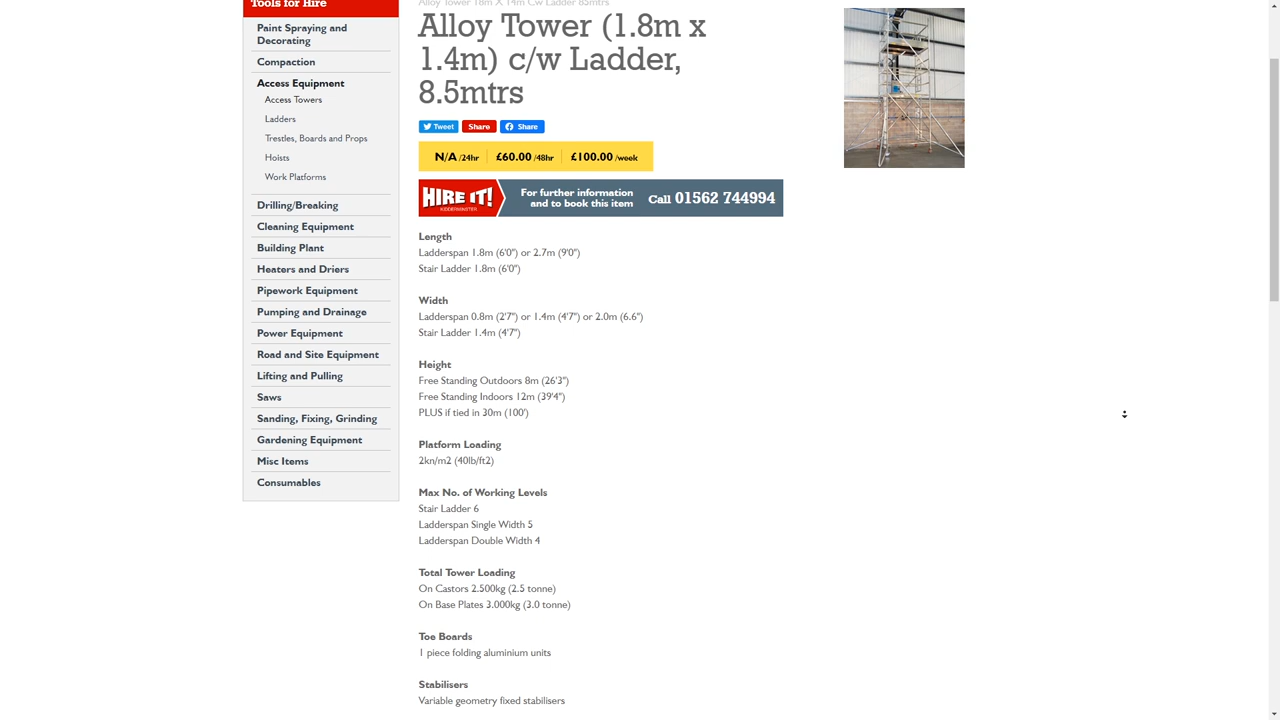 Tools for Hire
Paint Spraying and
Decorating
Compaction
Access Equipment
Access Towers
Ladders
Trestles, Boards and Props
Hoists
Work Platforms
Drilling/Breaking
Cleaning Equipment
Building Plant
Heaters and Driers
Pipework Equipment
Pumping and Drainage
Power Equipment
Road and Site Equipment
Lifting and Pulling
Saws
Sanding, Fixing, Grinding
Gardening Equipment
Misc Items
Consumables
Alloy Tower 18m X 14m Cw Ladder 85mtrs
Alloy Tower (1.8m x
1.4m) c/w Ladder,
8.5mtrs
Tweet Share Share
N/A /24hr £60.00 /48hr £100.00 /week
HIRE IT!
KIDDERMINSTER
For further information
and to book this item
Call 01562 744994
Length
Ladderspan 1.8m (6'0") or 2.7m (9'0")
Stair Ladder 1.8m (6'0")
Width
Ladderspan 0.8m (2'7") or 1.4m (4'7") or 2.0m (6.6")
Stair Ladder 1.4m (4'7")
Height
Free Standing Outdoors 8m (26'3")
Free Standing Indoors 12m (39'4")
PLUS if tied in 30m (100')
Platform Loading
2kn/m2 (40lb/ft2)
Max No. of Working Levels
Stair Ladder 6
Ladderspan Single Width 5
Ladderspan Double Width 4
Total Tower Loading
On Castors 2.500kg (2.5 tonne)
On Base Plates 3.000kg (3.0 tonne)
Toe Boards
1 piece folding aluminium units
Stabilisers
Variable geometry fixed stabilisers